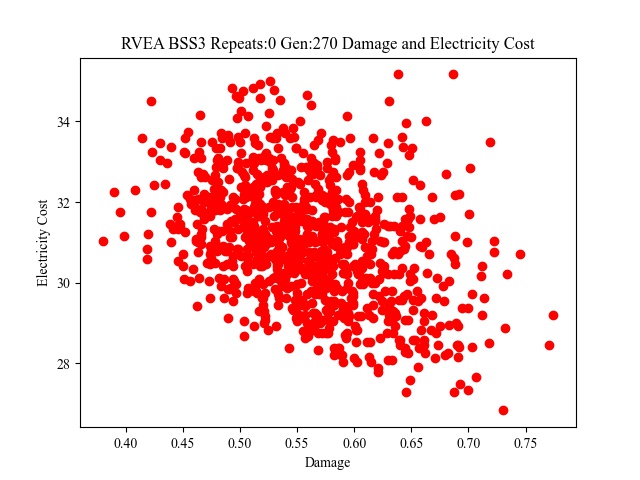 RVEA BSS3 Repeats:0 Gen:270 Damage and Electricity Cost
Electricity Cost
34
32
30
28
0.40 0.45 0.50 0.55 0.60 0.65 0.70 0.75
Damage